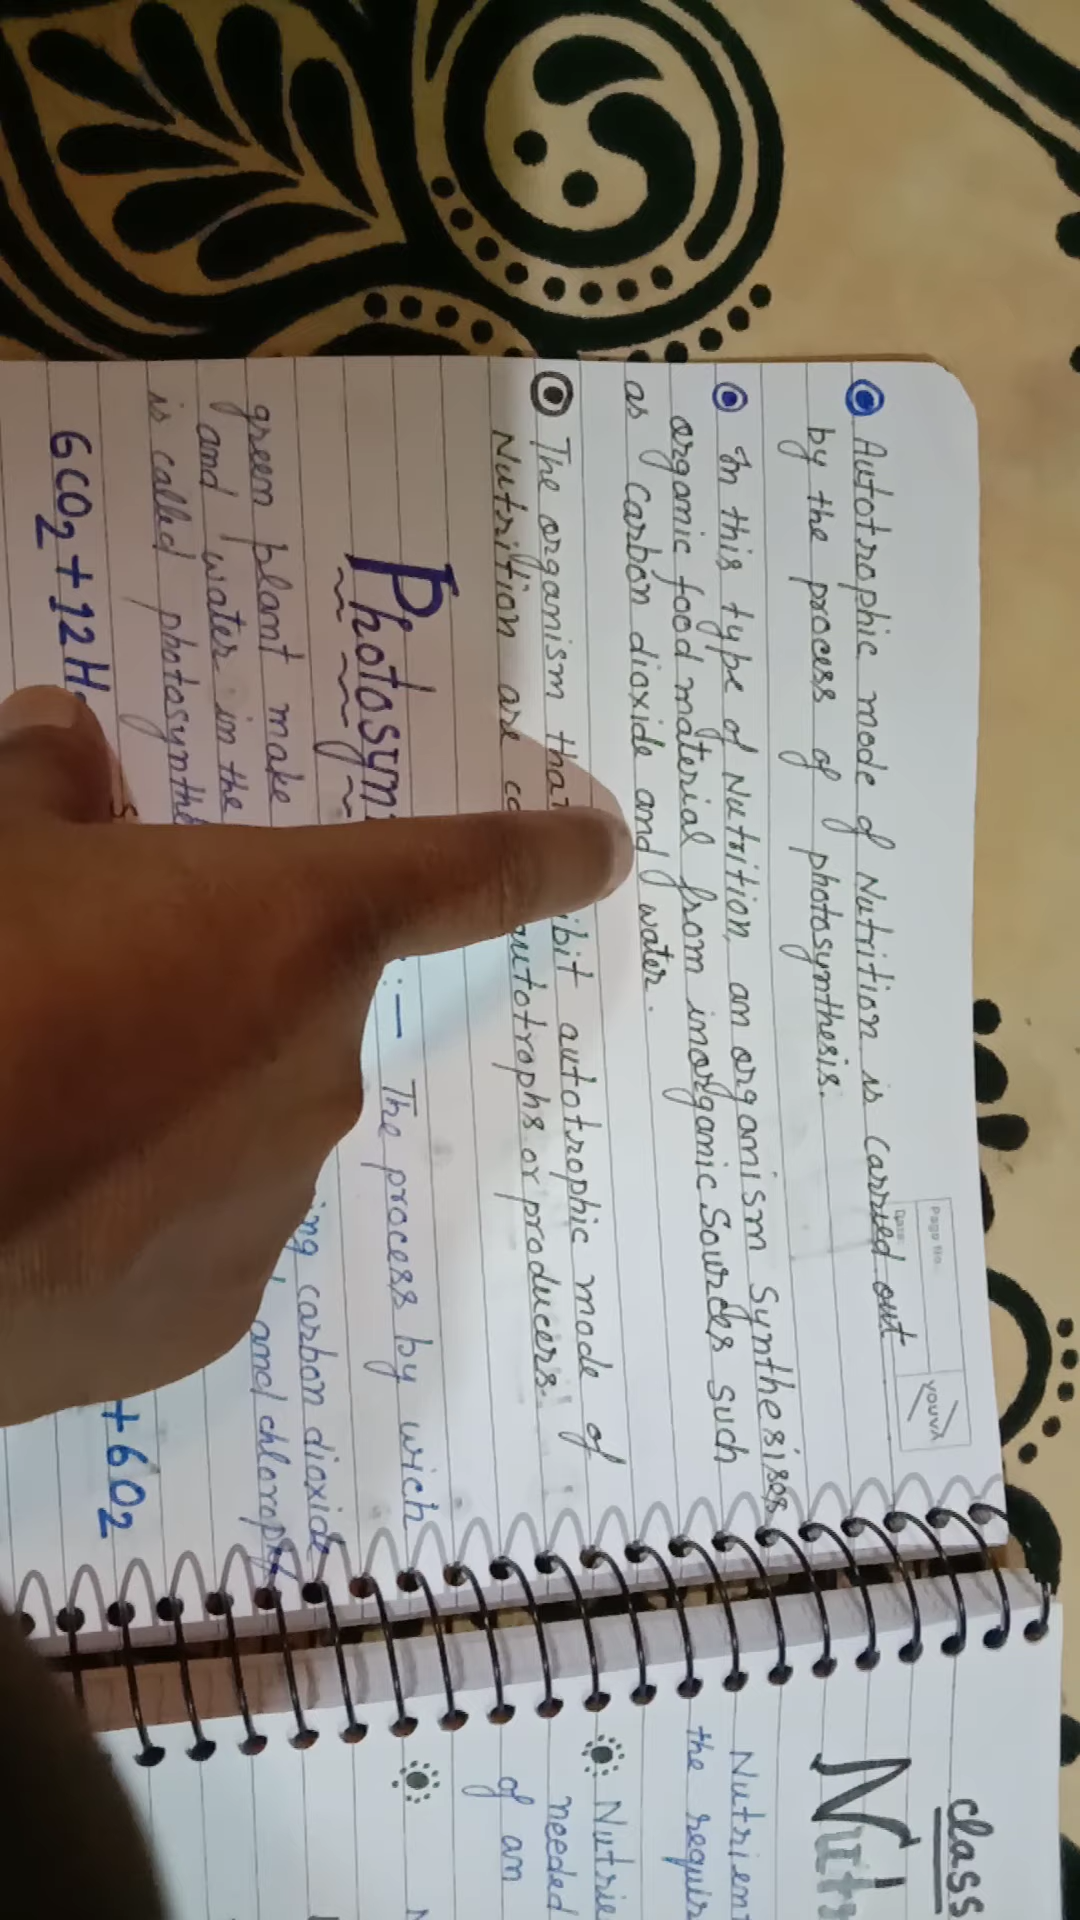 Page No.
Date:
YOUVA
Autotrophic mode of Nutrition is carried out
by the process of photosynthesis.
In this type of Nutrition, an organism synthesises
organic food material from inorganic Sources such
as carbon dioxide and water.
The organism that ibit autotrophic mode of
Nutrition are autotrophs or producers.
Photosyn :— The process by wich
green plant make ing carbon dioxide
and water in the and chloroph
is called photosynthe
6CO2 + 12H +6O2
class
Nutr
Nutrient
the requir
Nutrie
needed
of an
N